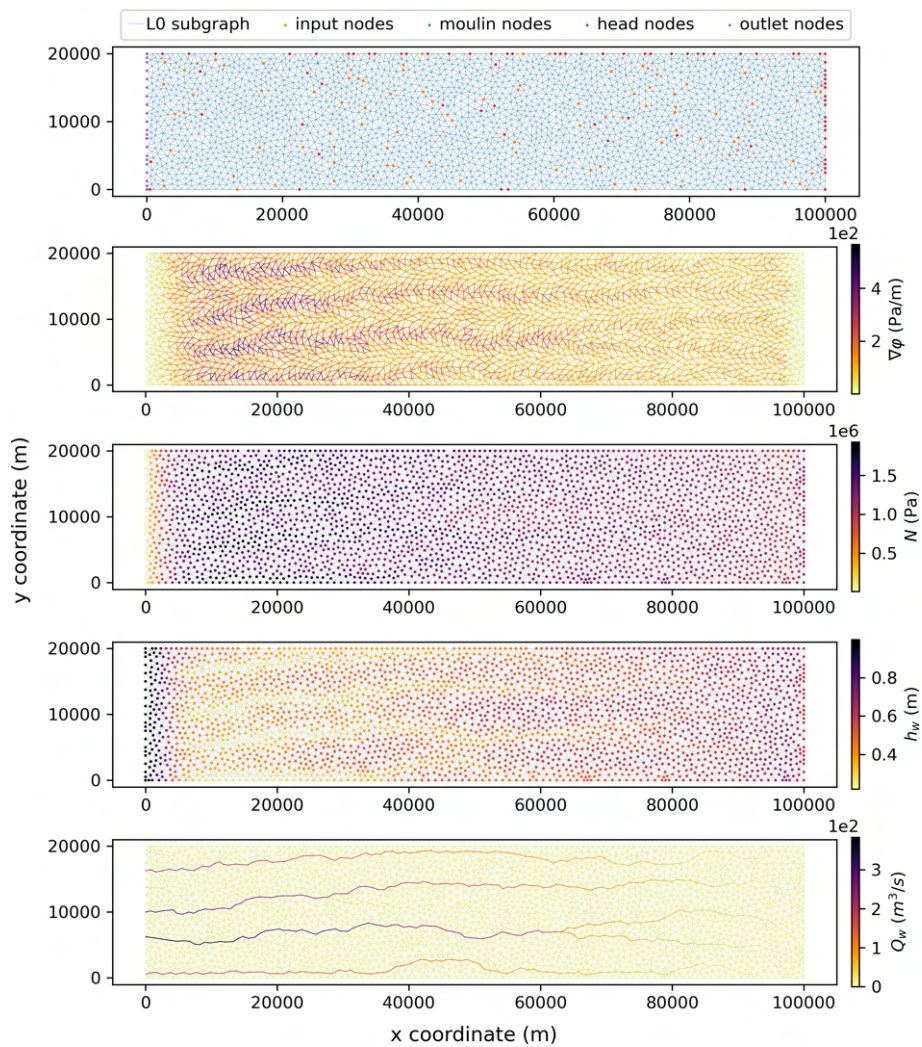 L0 subgraph input nodes moulin nodes head nodes outlet nodes
20000
10000
0
0 20000 40000 60000 80000 100000
1e2
20000
10000
0
4
2
∇φ (Pa/m)
0 20000 40000 60000 80000 100000
1e6
20000
10000
0
1.5
1.0
0.5
N (Pa)
0 20000 40000 60000 80000 100000
20000
10000
0
0.8
0.6
0.4
h_w (m)
0 20000 40000 60000 80000 100000
1e2
20000
10000
0
3
2
1
0
Q_w (m³/s)
0 20000 40000 60000 80000 100000
x coordinate (m)
y coordinate (m)